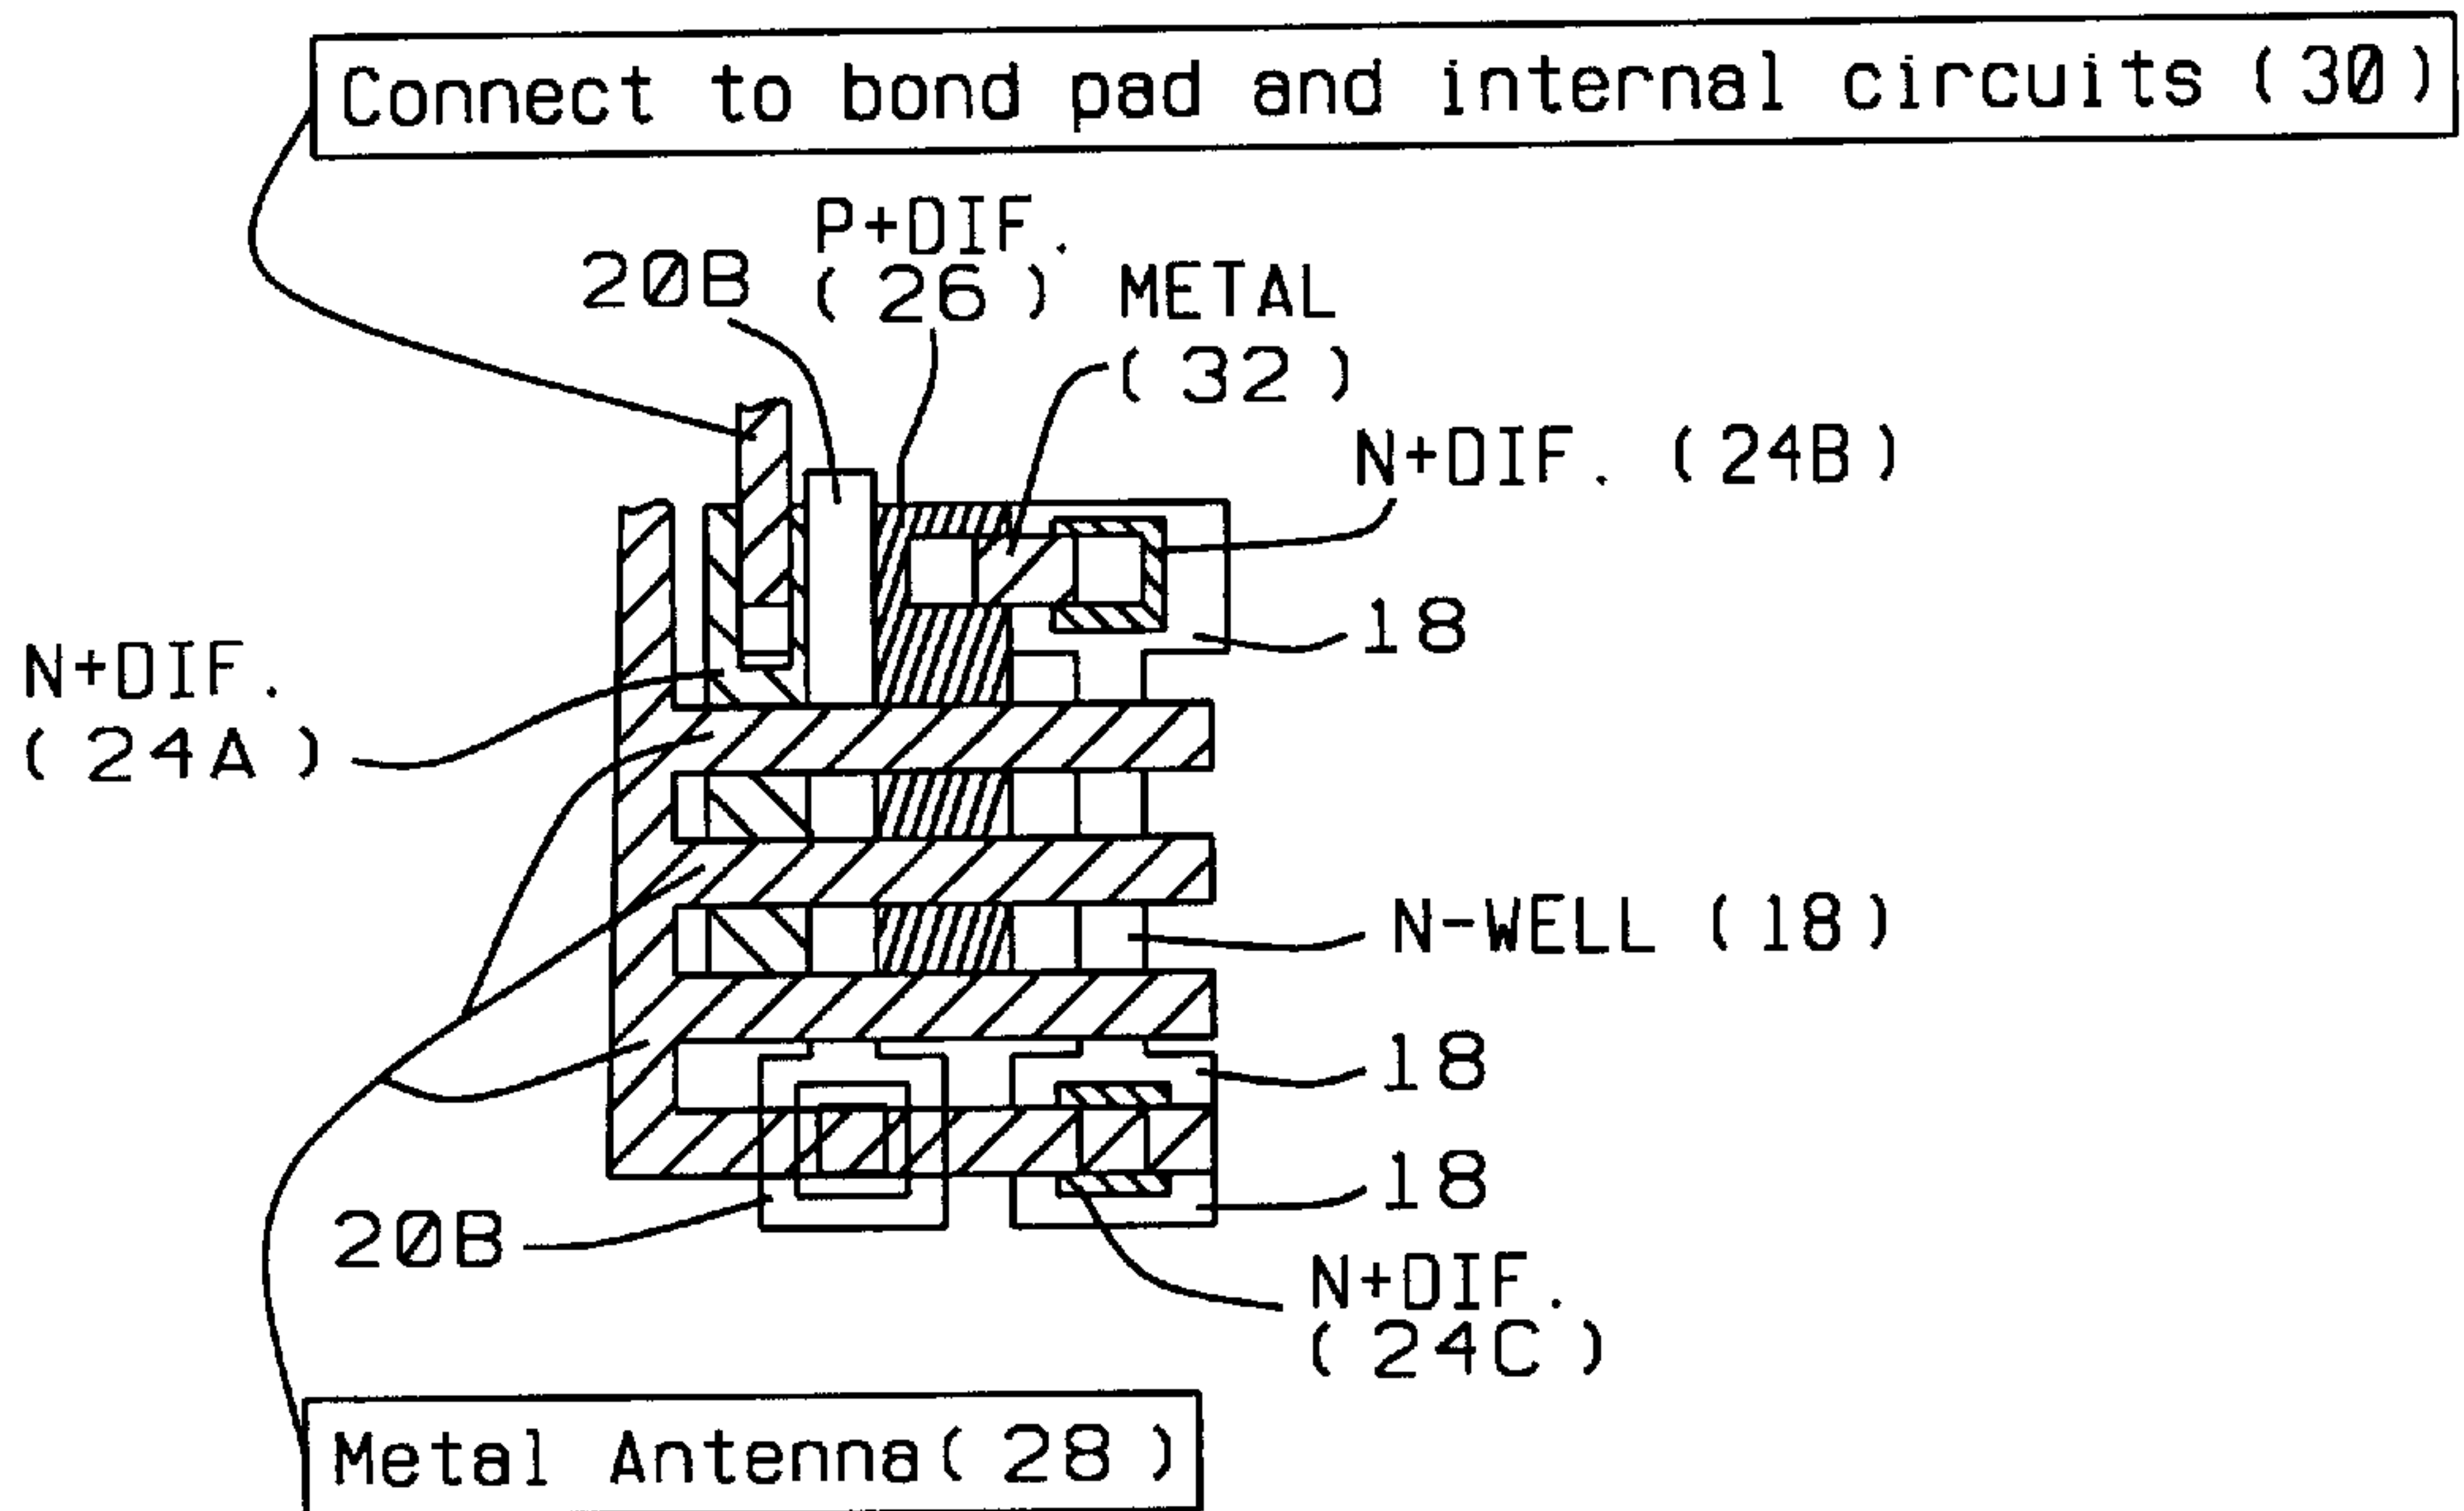 Connect to bond pad and internal circuits (30)
P+DIF.
20B (26) METAL
(32)
N+DIF. (24B)
18
N+DIF.
(24A)
N-WELL (18)
18
18
20B
N+DIF.
(24C)
Metal Antenna(28)